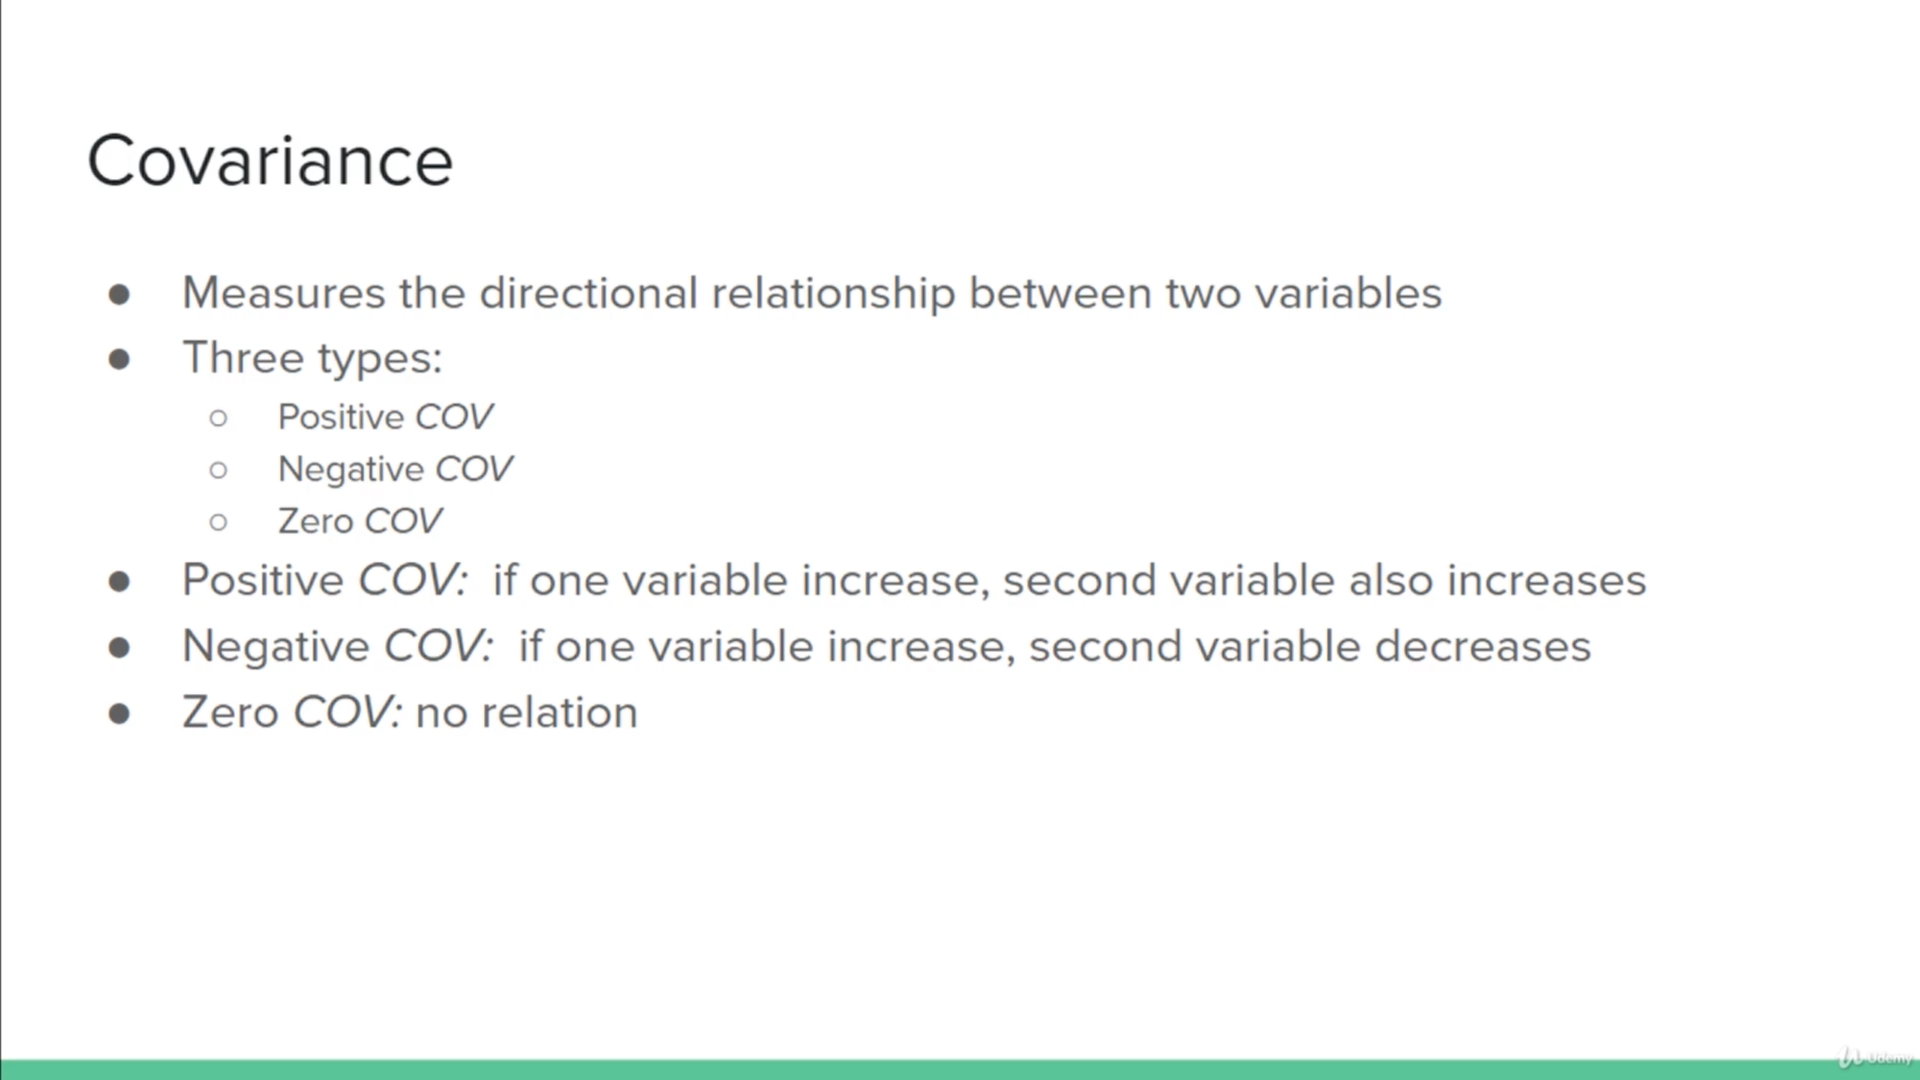 Covariance
● Measures the directional relationship between two variables
● Three types:
○ Positive COV
○ Negative COV
○ Zero COV
● Positive COV: if one variable increase, second variable also increases
● Negative COV: if one variable increase, second variable decreases
● Zero COV: no relation
Udemy